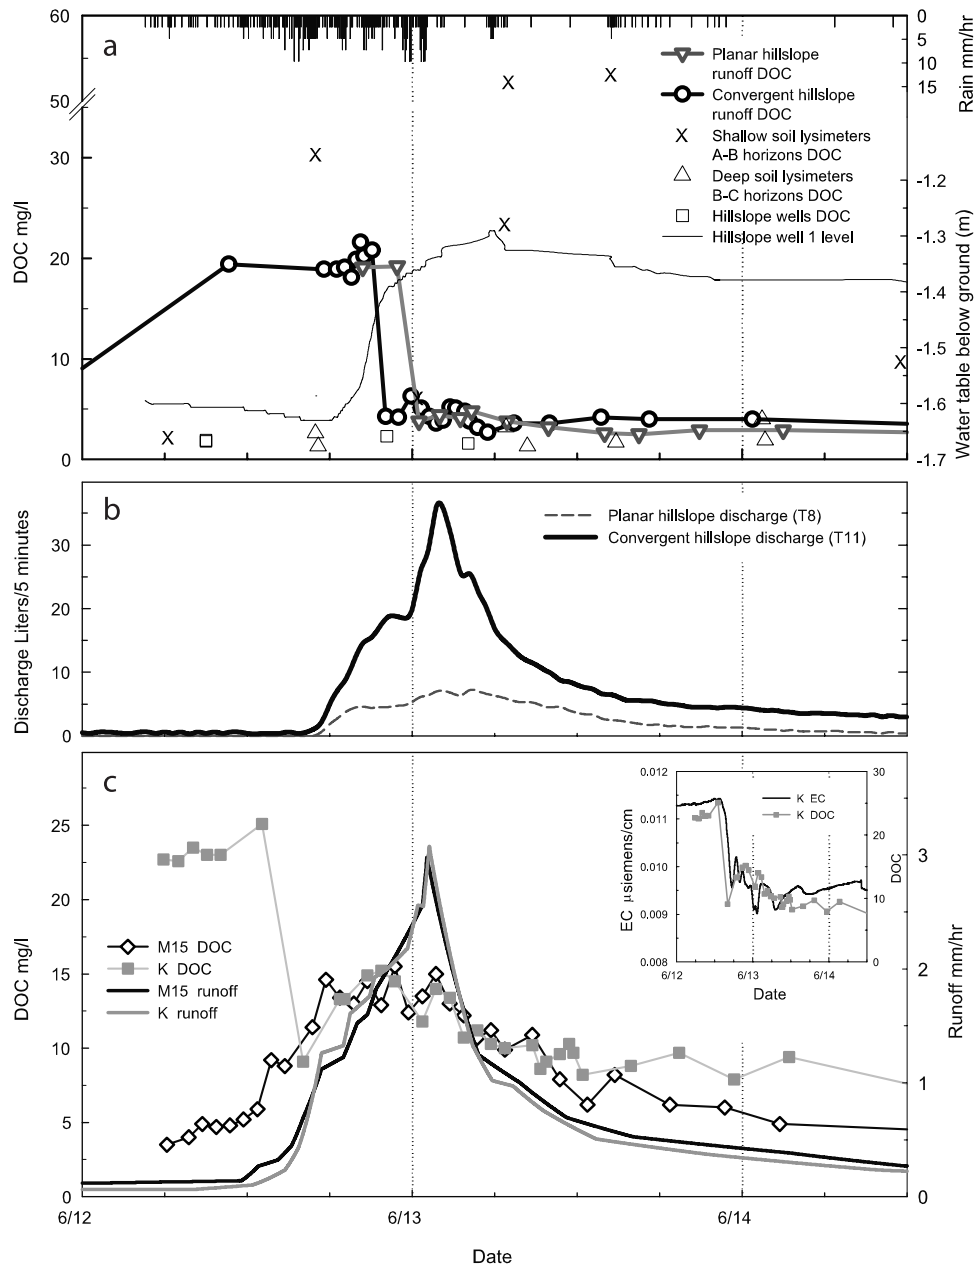 a
60
50
30
20
10
0
DOC mg/l
0
5
10
15
Rain mm/hr
-1.2
-1.3
-1.4
-1.5
-1.6
-1.7
Water table below ground (m)
Planar hillslope
runoff DOC
Convergent hillslope
runoff DOC
Shallow soil lysimeters
A-B horizons DOC
Deep soil lysimeters
B-C horizons DOC
Hillslope wells DOC
Hillslope well 1 level
b
30
20
10
0
Discharge Liters/5 minutes
Planar hillslope discharge (T8)
Convergent hillslope discharge (T11)
c
25
20
15
10
5
0
DOC mg/l
M15 DOC
K DOC
M15 runoff
K runoff
3
2
1
0
Runoff mm/hr
0.012
0.011
0.010
0.009
0.008
EC μ siemens/cm
K EC
K DOC
30
20
10
0
DOC
6/12
6/13
6/14
Date
6/12
6/13
6/14
Date